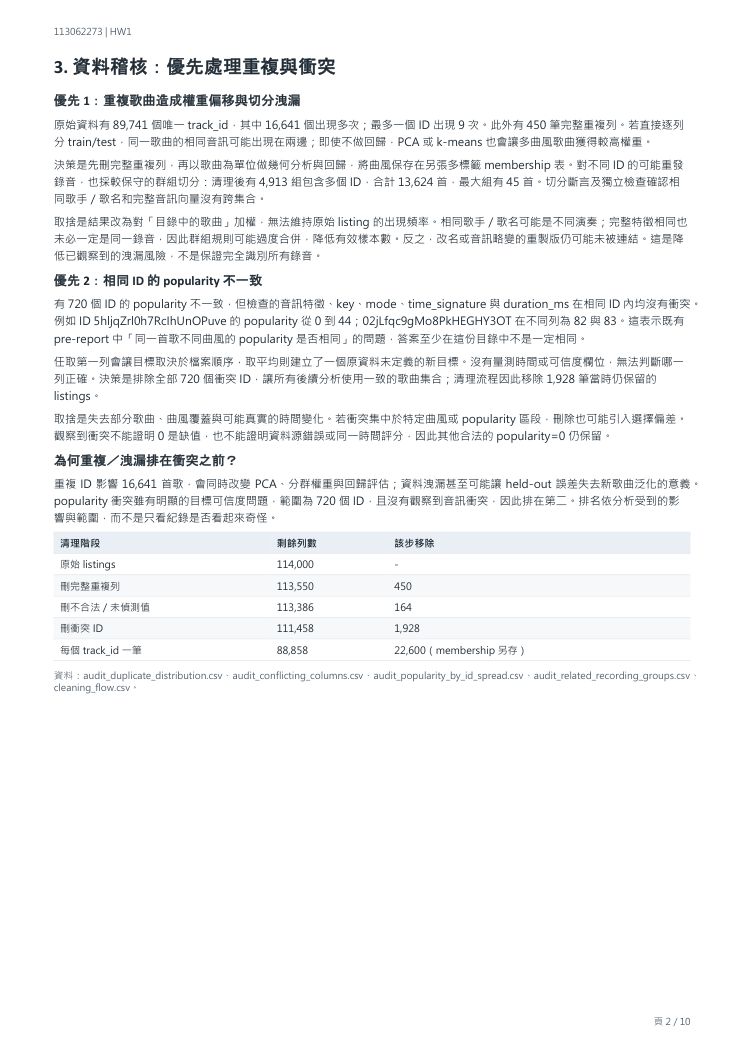 113062273 | HW1
3. 資料稽核：優先處理重複與衝突
優先 1：重複歌曲造成權重偏移與切分洩漏
原始資料有 89,741 個唯一 track_id，其中 16,641 個出現多次；最多一個 ID 出現 9 次。此外有 450 筆完整重複列。若直接逐列
分 train/test，同一歌曲的相同音訊可能出現在兩邊；即使不做回歸，PCA 或 k-means 也會讓多曲風歌曲獲得較高權重。
決策是先刪完整重複列，再以歌曲為單位做幾何分析與回歸，將曲風保存在另張多標籤 membership 表。對不同 ID 的可能重發
錄音，也採較保守的群組切分：清理後有 4,913 組包含多個 ID，合計 13,624 首，最大組有 45 首。切分斷言及獨立檢查確認相
同歌手 / 歌名和完整音訊向量沒有跨集合。
取捨是結果改為對「目錄中的歌曲」加權，無法維持原始 listing 的出現頻率。相同歌手 / 歌名可能是不同演奏；完整特徵相同也
未必一定是同一錄音，因此群組規則可能過度合併，降低有效樣本數。反之，改名或音訊略變的重製版仍可能未被連結。這是降
低已觀察到的洩漏風險，不是保證完全識別所有錄音。
優先 2：相同 ID 的 popularity 不一致
有 720 個 ID 的 popularity 不一致，但檢查的音訊特徵、key、mode、time_signature 與 duration_ms 在相同 ID 內均沒有衝突。
例如 ID 5hljqZrl0h7RcIhUnOPuve 的 popularity 從 0 到 44；02jLfqc9gMo8PkHEGHY3OT 在不同列為 82 與 83。這表示既有
pre-report 中「同一首歌不同曲風的 popularity 是否相同」的問題，答案至少在這份目錄中不是一定相同。
任取第一列會讓目標取決於檔案順序，取平均則建立了一個原資料未定義的新目標。沒有量測時間或可信度欄位，無法判斷哪一
列正確。決策是排除全部 720 個衝突 ID，讓所有後續分析使用一致的歌曲集合；清理流程因此移除 1,928 筆當時仍保留的
listings。
取捨是失去部分歌曲、曲風覆蓋與可能真實的時間變化。若衝突集中於特定曲風或 popularity 區段，刪除也可能引入選擇偏差。
觀察到衝突不能證明 0 是缺值，也不能證明資料源錯誤或同一時間評分，因此其他合法的 popularity=0 仍保留。
為何重複／洩漏排在衝突之前？
重複 ID 影響 16,641 首歌，會同時改變 PCA、分群權重與回歸評估；資料洩漏甚至可能讓 held-out 誤差失去新歌曲泛化的意義。
popularity 衝突雖有明顯的目標可信度問題，範圍為 720 個 ID，且沒有觀察到音訊衝突，因此排在第二。排名依分析受到的影
響與範圍，而不是只看紀錄是否看起來奇怪。
清理階段 剩餘列數 該步移除
原始 listings 114,000 -
刪完整重複列 113,550 450
刪不合法 / 未偵測值 113,386 164
刪衝突 ID 111,458 1,928
每個 track_id 一筆 88,858 22,600（membership 另存）
資料：audit_duplicate_distribution.csv、audit_conflicting_columns.csv、audit_popularity_by_id_spread.csv、audit_related_recording_groups.csv、
cleaning_flow.csv。
頁 2 / 10